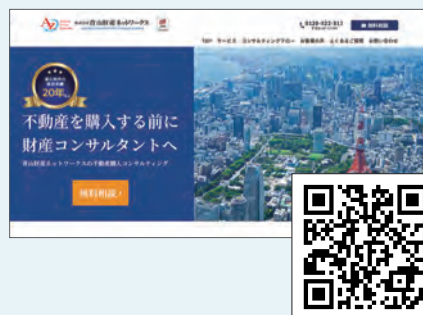 株式会社 青山財産ネットワークス
0120-022-313
無料相談
TOP サービス コンサルティングフロー お客様の声 よくあるご質問 お問い合わせ
20年
不動産を購入する前に
財産コンサルタントへ
青山財産ネットワークスの不動産購入コンサルティング
無料相談